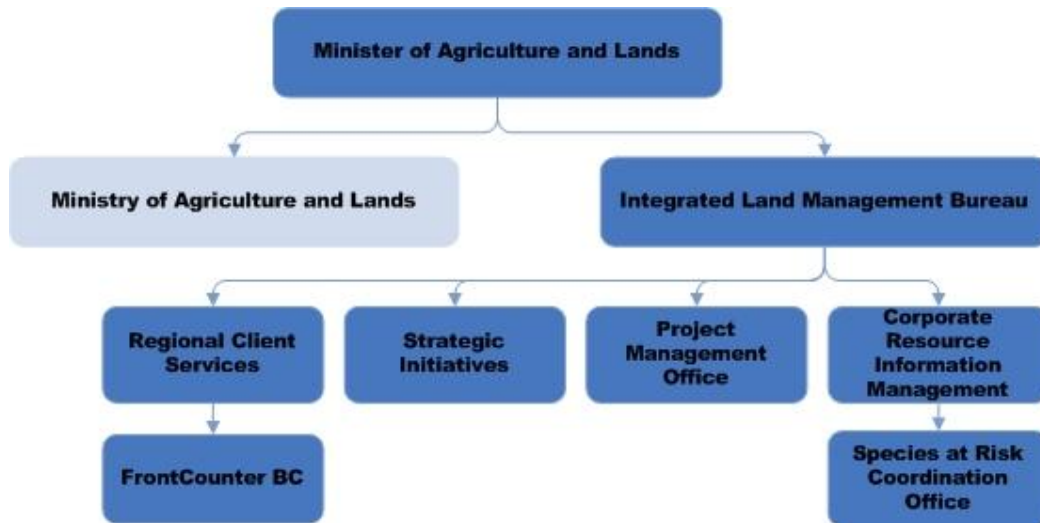 Minister of Agriculture and Lands
Ministry of Agriculture and Lands
Integrated Land Management Bureau
Regional Client
Services
Strategic
Initiatives
Project
Management
Office
Corporate
Resource
Information
Management
FrontCounter BC
Species at Risk
Coordination
Office